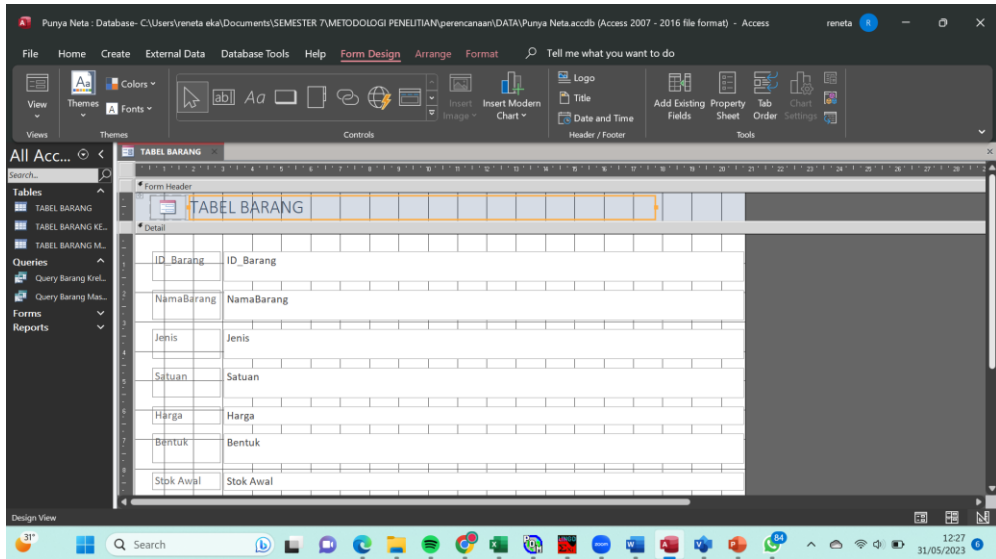 Punya Neta : Database- C:\Users\reneta eka\Documents\SEMESTER 7\METODOLOGI PENELITIAN\perencanaan\DATA\Punya Neta.accdb (Access 2007 - 2016 file format) - Access reneta R
File Home Create External Data Database Tools Help Form Design Arrange Format Tell me what you want to do
View Themes Colors Fonts ab Aa Insert Image Insert Modern Chart Logo Title Date and Time Add Existing Fields Property Sheet Tab Order Chart Settings
Views Themes Controls Header / Footer Tools
All Acc... TABEL BARANG
Search...
Tables
TABEL BARANG
TABEL BARANG KE...
TABEL BARANG M...
Queries
Query Barang Krel...
Query Barang Mas...
Forms
Reports
Form Header
TABEL BARANG
Detail
ID_Barang ID_Barang
NamaBarang NamaBarang
Jenis Jenis
Satuan Satuan
Harga Harga
Bentuk Bentuk
Stok Awal Stok Awal
Design View
31° Search 84 12:27
31/05/2023 6